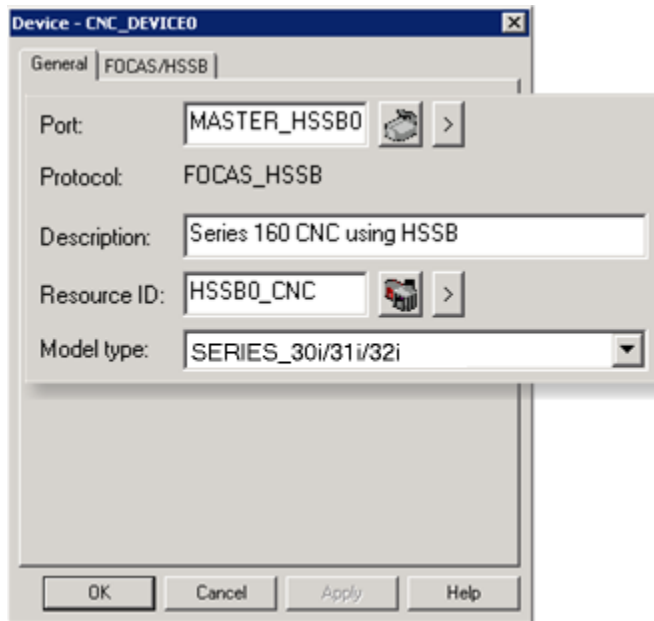 Device - CNC_DEVICE0
General FOCAS/HSSB
Port: MASTER_HSSB0 >
Protocol: FOCAS_HSSB
Description: Series 160 CNC using HSSB
Resource ID: HSSB0_CNC >
Model type: SERIES_30i/31i/32i
OK Cancel Apply Help